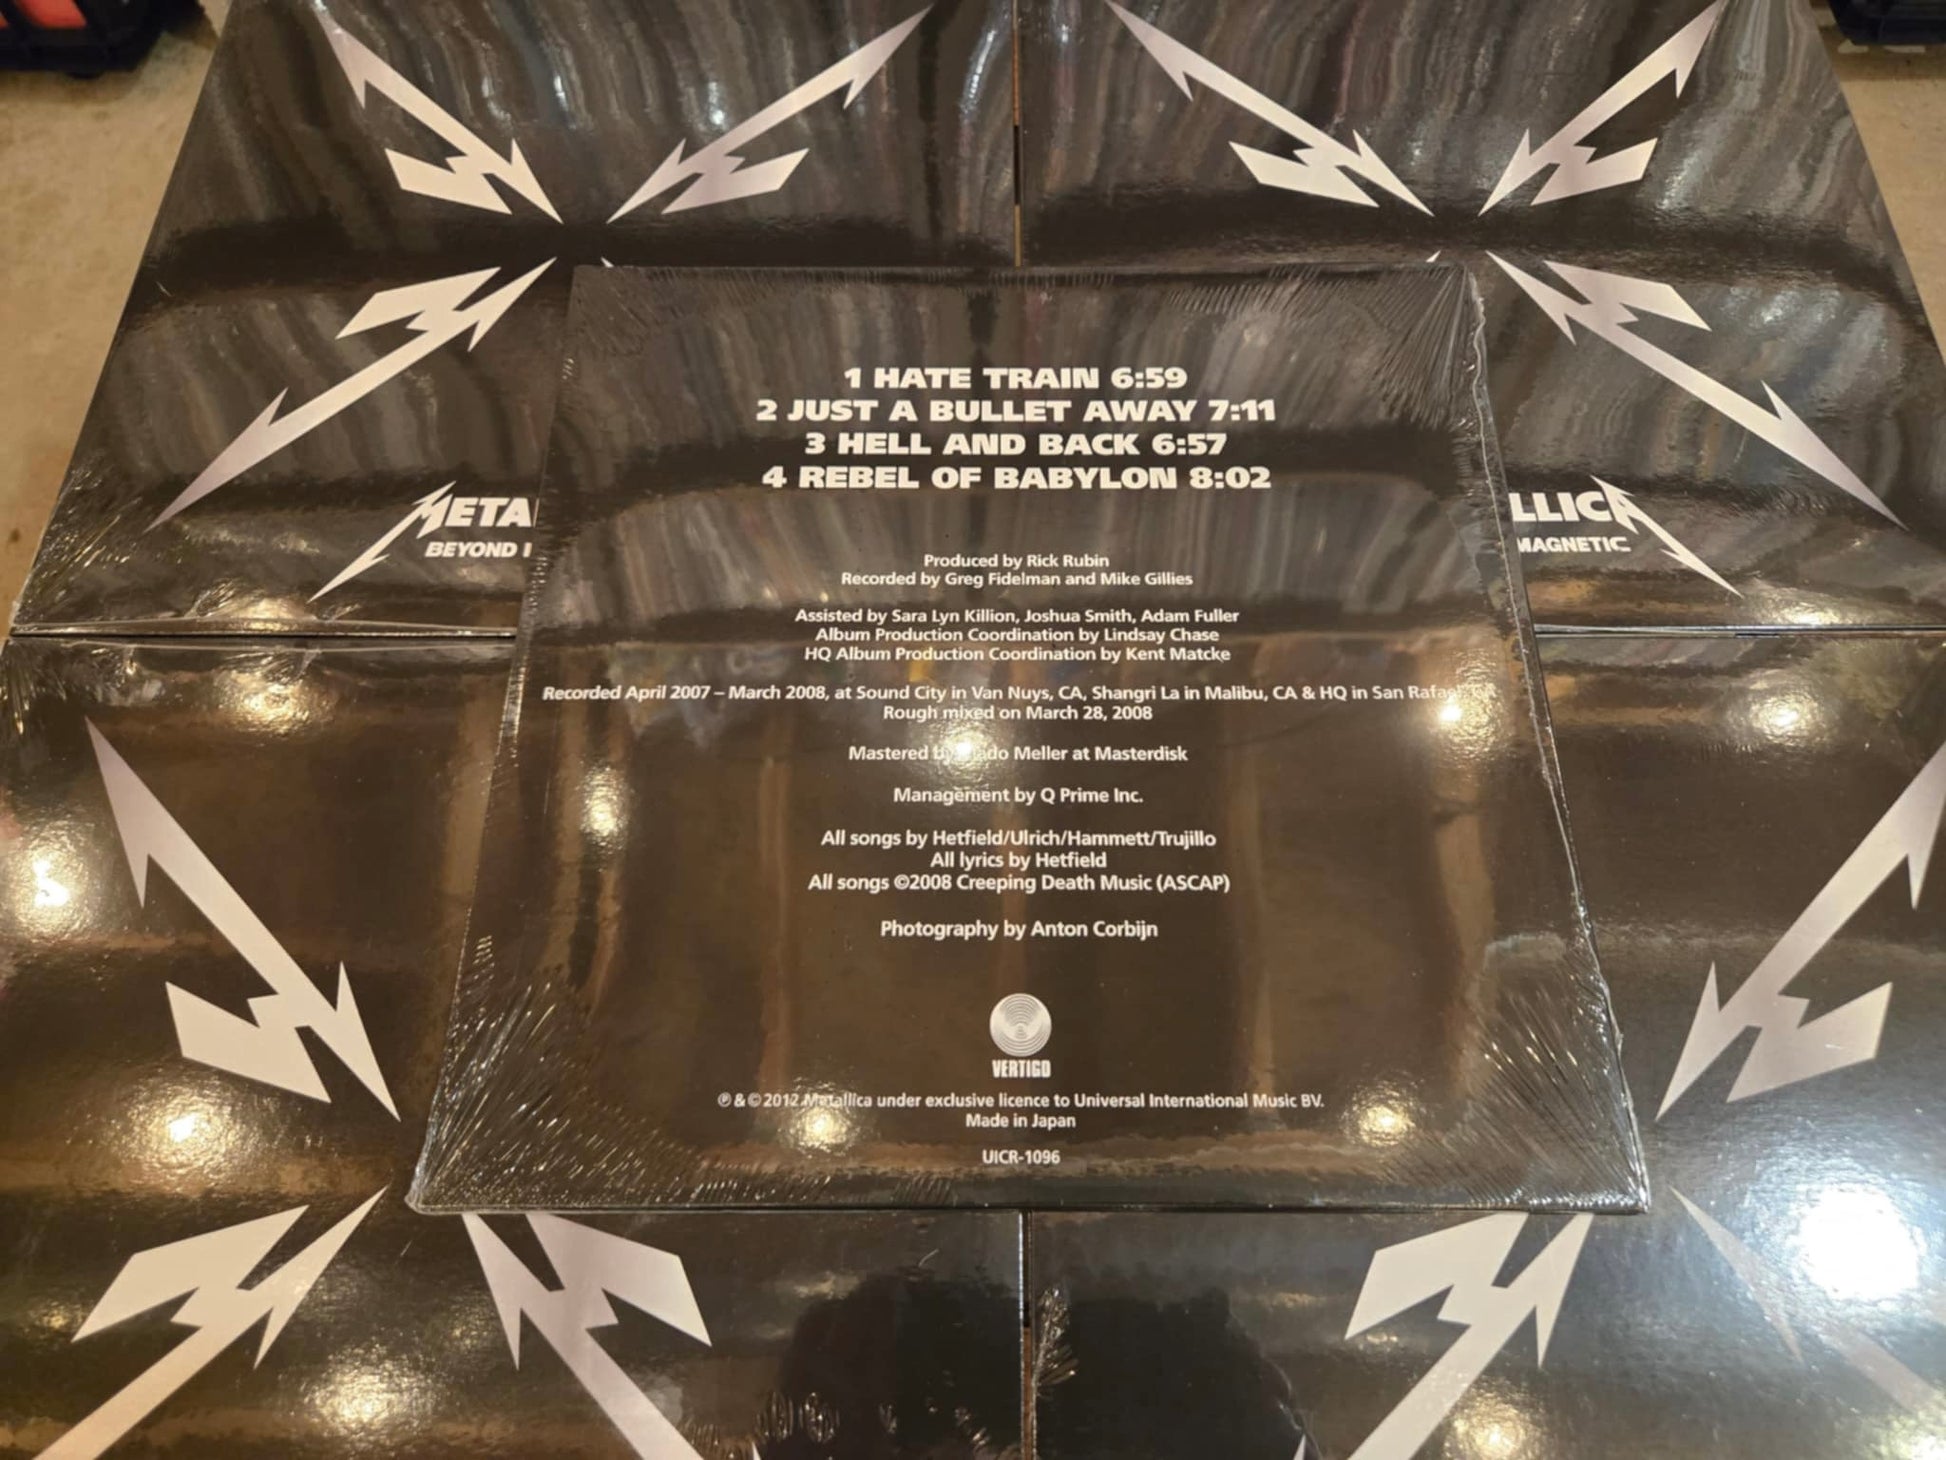 1 HATE TRAIN 6:59
2 JUST A BULLET AWAY 7:11
3 HELL AND BACK 6:57
4 REBEL OF BABYLON 8:02
META
BEYOND
LLICA
MAGNETIC
Produced by Rick Rubin
Recorded by Greg Fidelman and Mike Gillies
Assisted by Sara Lyn Killion, Joshua Smith, Adam Fuller
Album Production Coordination by Lindsay Chase
HQ Album Production Coordination by Kent Matcke
Recorded April 2007 – March 2008, at Sound City in Van Nuys, CA, Shangri La in Malibu, CA & HQ in San Rafael, CA
Rough mixed on March 28, 2008
Mastered by Meller at Masterdisk
Management by Q Prime Inc.
All songs by Hetfield/Ulrich/Hammett/Trujillo
All lyrics by Hetfield
All songs ©2008 Creeping Death Music (ASCAP)
Photography by Anton Corbijn
VERTIGO
℗ & © 2012 Metallica under exclusive licence to Universal International Music BV.
Made in Japan
UICR-1096